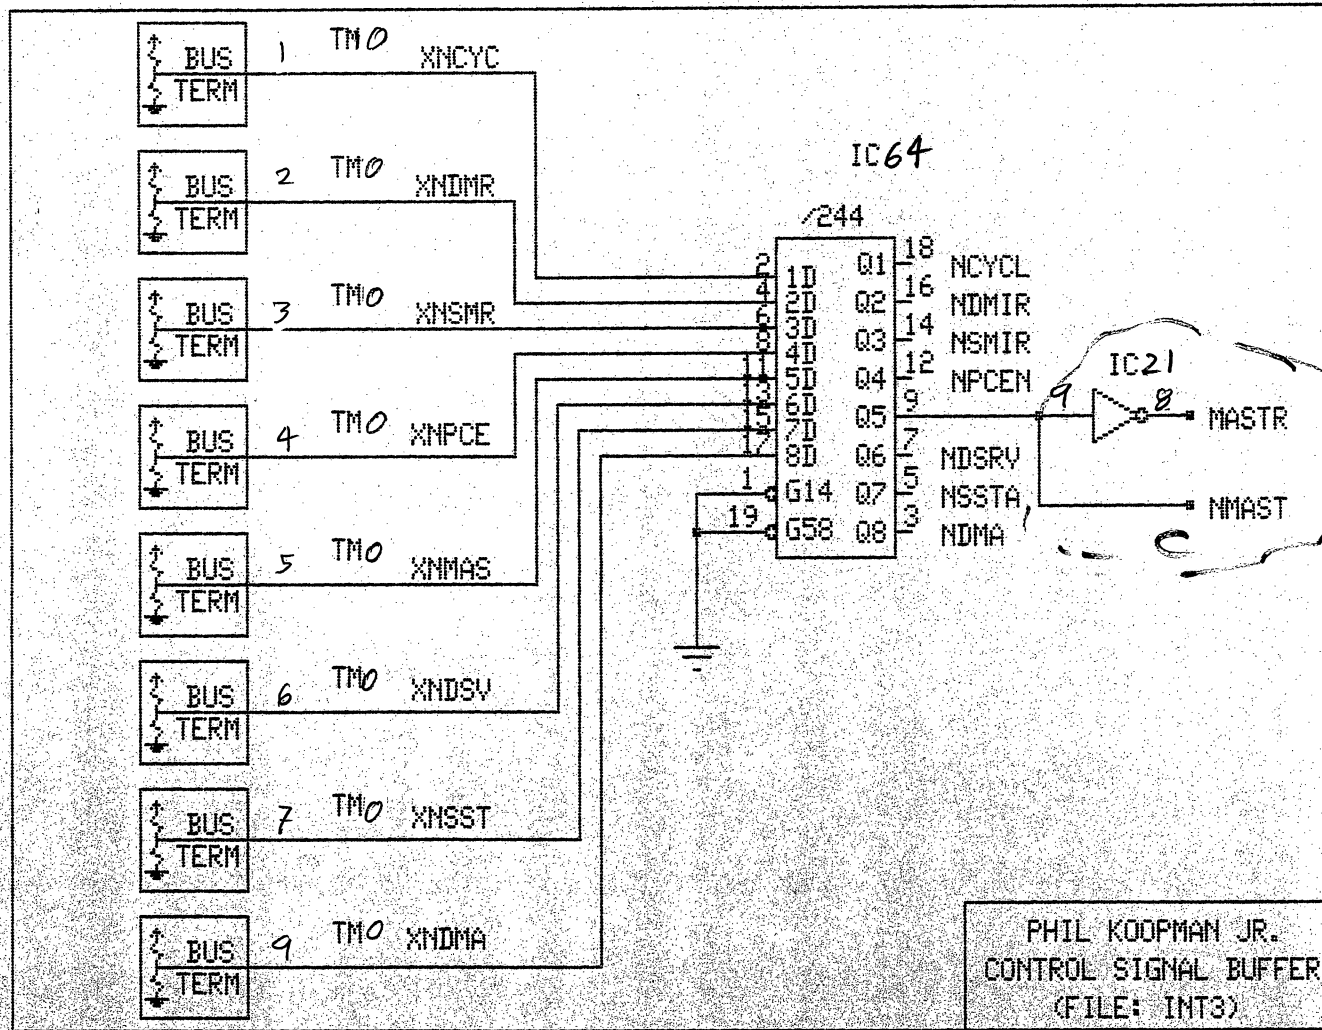 BUS TERM 1 TM0 XNCYC
BUS TERM 2 TM0 XNDMR
BUS TERM 3 TM0 XNSMR
BUS TERM 4 TM0 XNPCE
BUS TERM 5 TM0 XNMAS
BUS TERM 6 TM0 XNDSV
BUS TERM 7 TM0 XNSST
BUS TERM 9 TM0 XNDMA
IC64
/244
2 1D Q1 18 NCYCL
4 2D Q2 16 NDMIR
6 3D Q3 14 NSMIR
8 4D Q4 12 NPCEN
11 5D Q5 9
13 6D Q6 7 NDSRV
15 7D Q7 5 NSSTA
17 8D Q8 3 NDMA
1 G14
19 G58
IC21
9 8 MASTR
NMAST
PHIL KOOPMAN JR.
CONTROL SIGNAL BUFFER
(FILE: INT3)